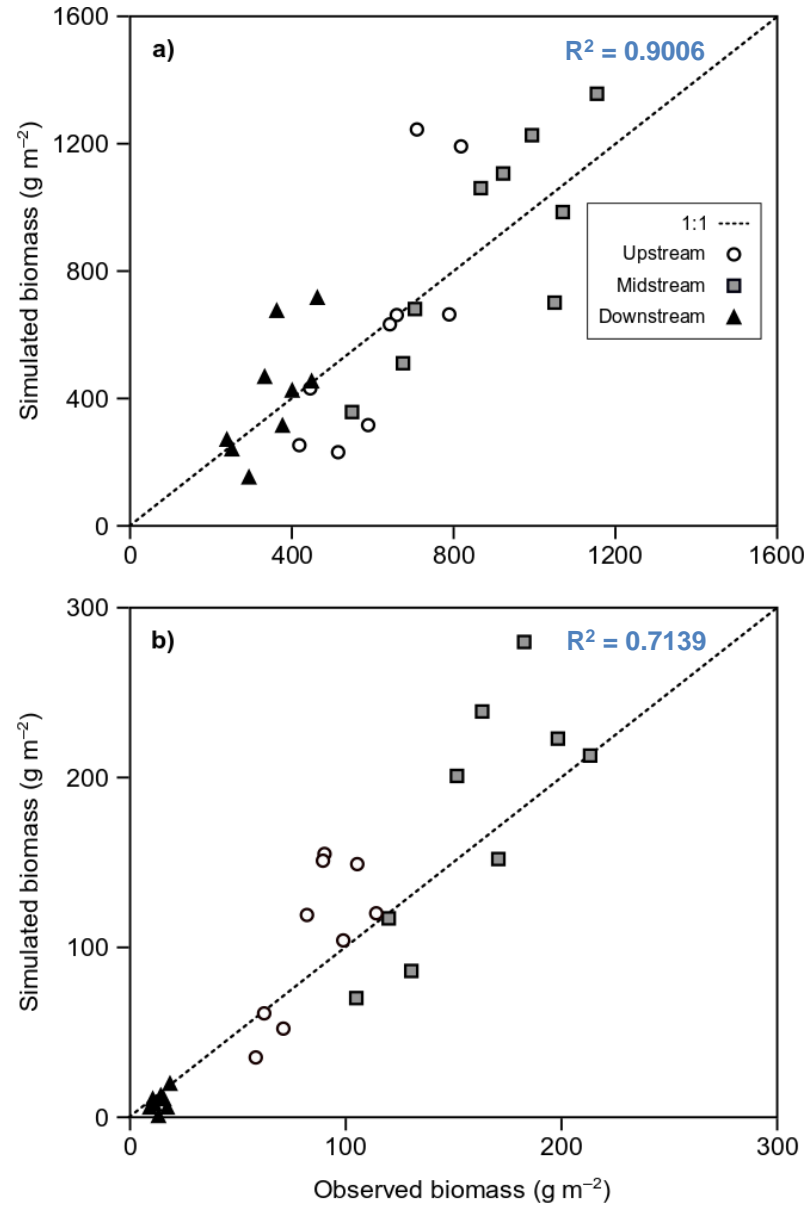 1600
a)
R² = 0.9006
1200
1:1
Upstream
800
Midstream
Downstream
400
0
0 400 800 1200 1600
Simulated biomass (g m⁻²)
300
b)
R² = 0.7139
200
100
0
0 100 200 300
Simulated biomass (g m⁻²)
Observed biomass (g m⁻²)